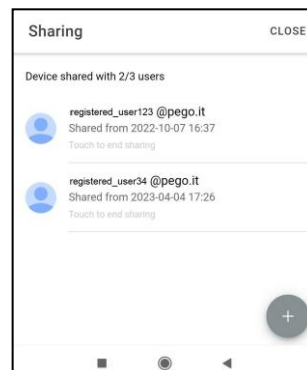 Sharing CLOSE
Device shared with 2/3 users
registered_user123 @pego.it
Shared from 2022-10-07 16:37
Touch to end sharing
registered_user34 @pego.it
Shared from 2023-04-04 17:26
Touch to end sharing
+